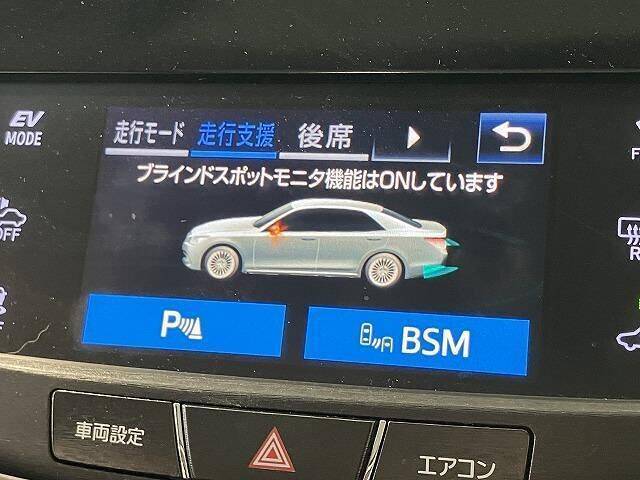 EV
MODE
走行モード 走行支援 後席
ブラインドスポットモニタ機能はONしています
OFF
P
BSM
車両設定
エアコン